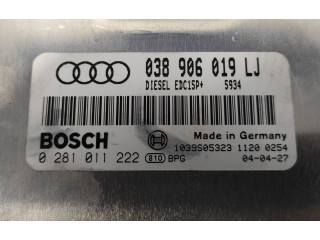 038 906 019 LJ
DIESEL EDC15P+ 5934
BOSCH
Made in Germany
1039S05323 1120 0254
0 281 011 222 810 BPG 04-04-27